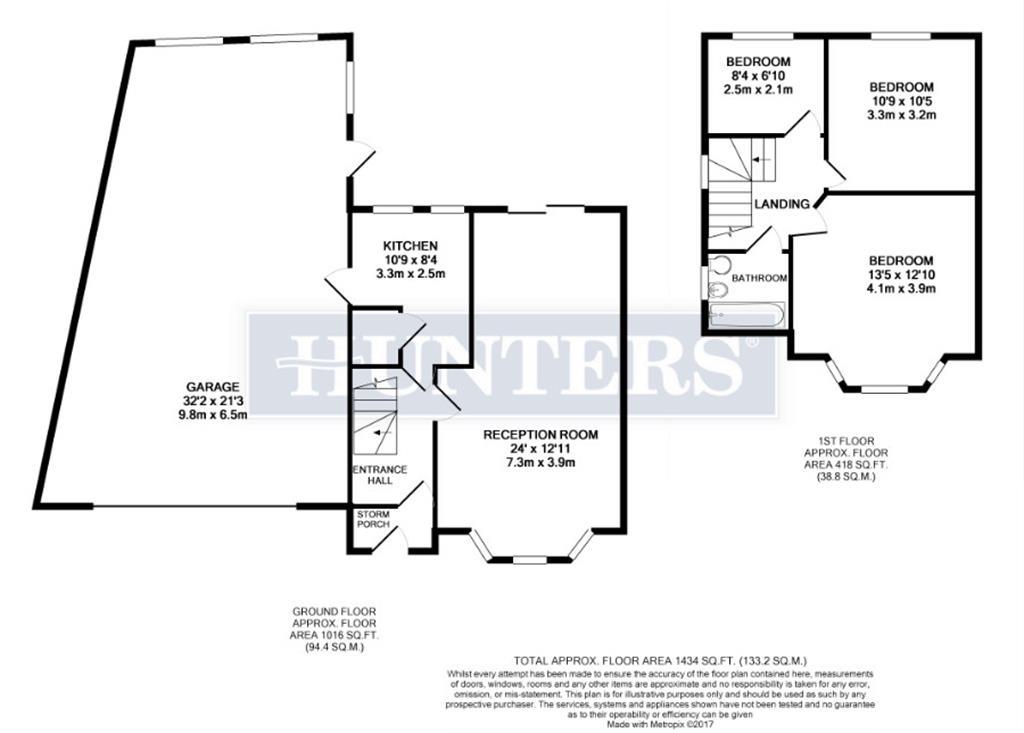 BEDROOM
8'4 x 6'10
2.5m x 2.1m
BEDROOM
10'9 x 10'5
3.3m x 3.2m
LANDING
BATHROOM
BEDROOM
13'5 x 12'10
4.1m x 3.9m
KITCHEN
10'9 x 8'4
3.3m x 2.5m
HUNTERS®
GARAGE
32'2 x 21'3
9.8m x 6.5m
RECEPTION ROOM
24' x 12'11
7.3m x 3.9m
ENTRANCE
HALL
STORM
PORCH
1ST FLOOR
APPROX. FLOOR
AREA 418 SQ.FT.
(38.8 SQ.M.)
GROUND FLOOR
APPROX. FLOOR
AREA 1016 SQ.FT.
(94.4 SQ.M.)
TOTAL APPROX. FLOOR AREA 1434 SQ.FT. (133.2 SQ.M.)
Whilst every attempt has been made to ensure the accuracy of the floor plan contained here, measurements
of doors, windows, rooms and any other items are approximate and no responsibility is taken for any error,
omission, or mis-statement. This plan is for illustrative purposes only and should be used as such by any
prospective purchaser. The services, systems and appliances shown have not been tested and no guarantee
as to their operability or efficiency can be given
Made with Metropix ©2017